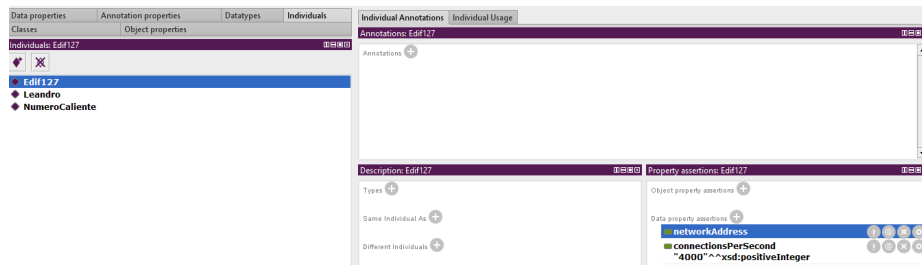 Data properties Annotation properties Datatypes Individuals
Classes Object properties
Individuals: Edif127
Edif127
Leandro
NumeroCaliente
Individual Annotations Individual Usage
Annotations: Edif127
Annotations
Description: Edif127
Types
Same Individual As
Different Individuals
Property assertions: Edif127
Object property assertions
Data property assertions
networkAddress
connectionsPerSecond
"4000"^^xsd:positiveInteger